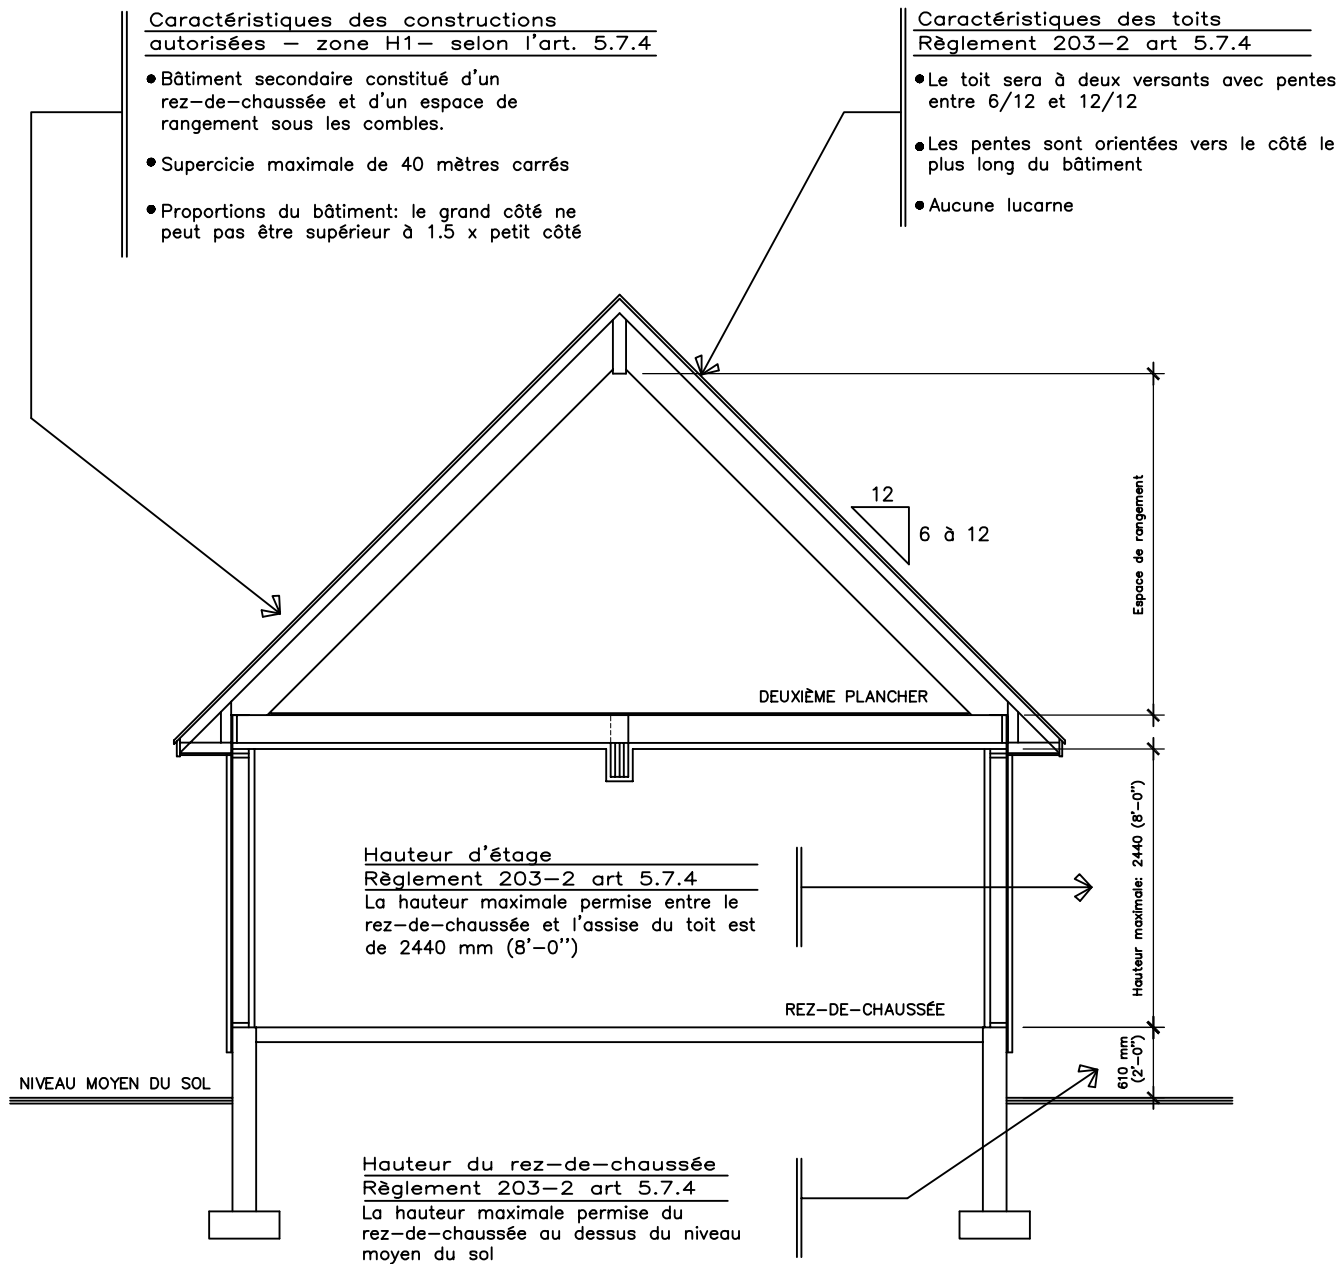 Caractéristiques des constructions
autorisées – zone H1– selon l'art. 5.7.4
• Bâtiment secondaire constitué d'un
rez-de-chaussée et d'un espace de
rangement sous les combles.
• Supercicie maximale de 40 mètres carrés
• Proportions du bâtiment: le grand côté ne
peut pas être supérieur à 1.5 x petit côté
Caractéristiques des toits
Règlement 203-2 art 5.7.4
• Le toit sera à deux versants avec pentes
entre 6/12 et 12/12
• Les pentes sont orientées vers le côté le
plus long du bâtiment
• Aucune lucarne
12
6 à 12
Espace de rangement
DEUXIÈME PLANCHER
Hauteur maximale: 2440 (8'-0'')
Hauteur d'étage
Règlement 203-2 art 5.7.4
La hauteur maximale permise entre le
rez-de-chaussée et l'assise du toit est
de 2440 mm (8'-0'')
REZ-DE-CHAUSSÉE
610 mm
(2'-0'')
NIVEAU MOYEN DU SOL
Hauteur du rez-de-chaussée
Règlement 203-2 art 5.7.4
La hauteur maximale permise du
rez-de-chaussée au dessus du niveau
moyen du sol